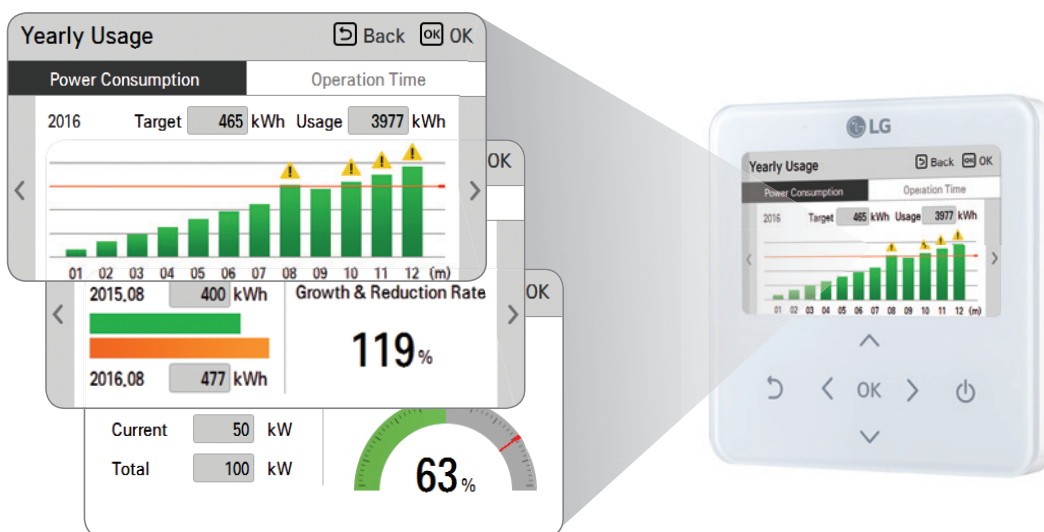 Yearly Usage Back OK OK
Power Consumption Operation Time
2016 Target 465 kWh Usage 3977 kWh
01 02 03 04 05 06 07 08 09 10 11 12 (m)
OK
2015.08 400 kWh Growth & Reduction Rate
119%
2016.08 477 kWh
OK
Current 50 kW
Total 100 kW
63%
LG
Yearly Usage Back OK OK
Power Consumption Operation Time
2016 Target 465 kWh Usage 3977 kWh
01 02 03 04 05 06 07 08 09 10 11 12 (m)
OK